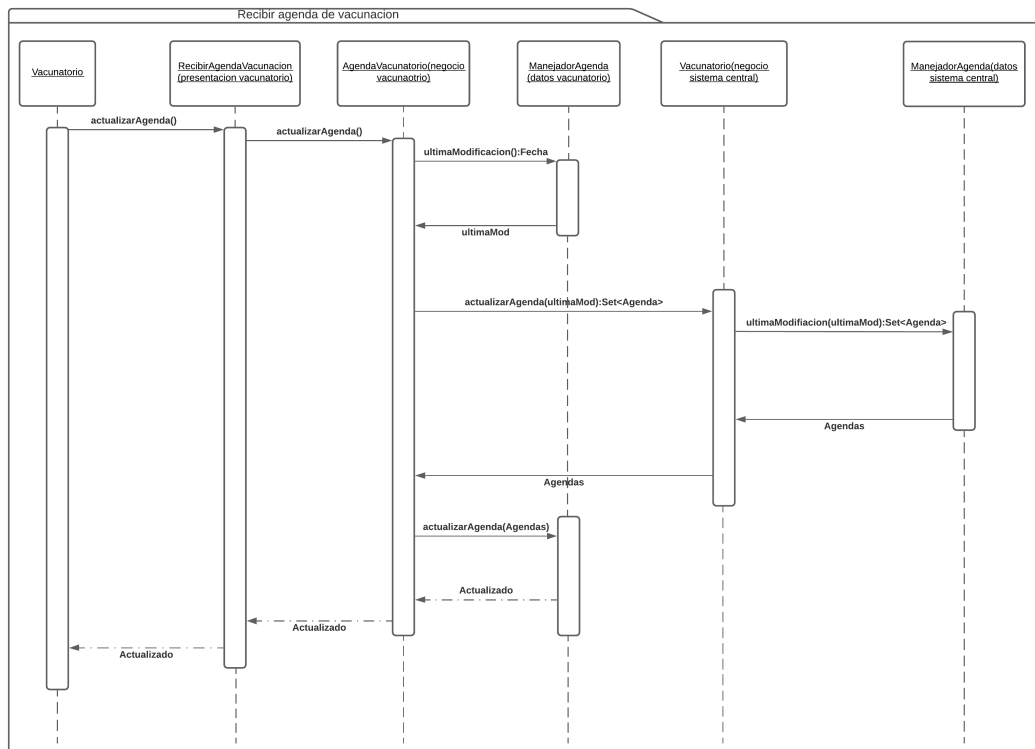 Recibir agenda de vacunacion
Vacunatorio
RecibirAgendaVacunacion
(presentacion vacunatorio)
AgendaVacunatorio(negocio
vacunaotrio)
ManejadorAgenda
(datos vacunatorio)
Vacunatorio(negocio
sistema central)
ManejadorAgenda(datos
sistema central)
actualizarAgenda()
actualizarAgenda()
ultimaModificacion():Fecha
ultimaMod
actualizarAgenda(ultimaMod):Set<Agenda>
ultimaModifiacion(ultimaMod):Set<Agenda>
Agendas
Agendas
actualizarAgenda(Agendas)
Actualizado
Actualizado
Actualizado